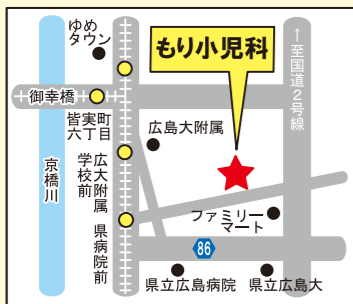 ゆめ
タウン
もり小児科
↑至国道2号線
御幸橋
皆実町
六丁目
広島大附属
京橋川
広大附属
学校前
県病院前
ファミリー
マート
86
県立広島病院
県立広島大